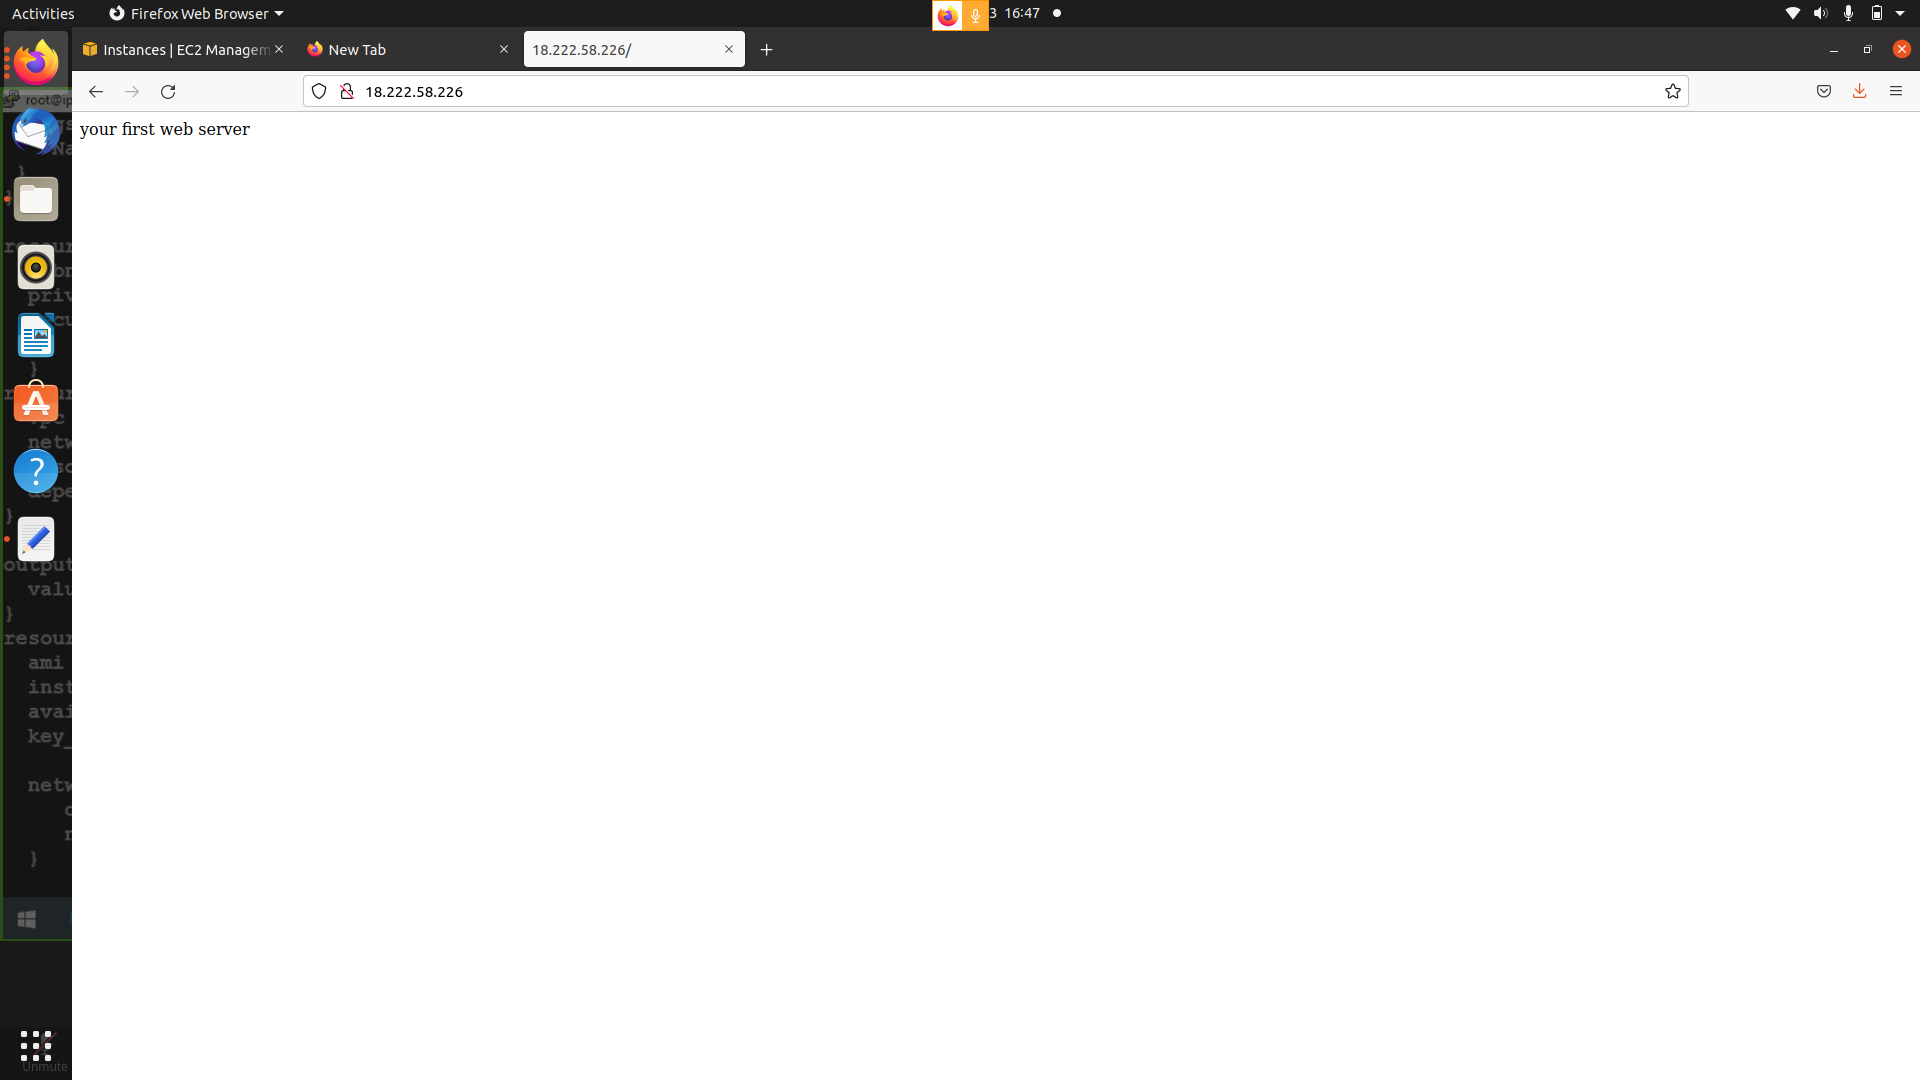 Activities
Firefox Web Browser
3 16:47
Instances | EC2 Managem
New Tab
18.222.58.226/
18.222.58.226
your first web server
root@ip
}
priv
}
netw
depe
}
output
valu
}
resour
ami
inst
avai
key_
netw
}
Unmute